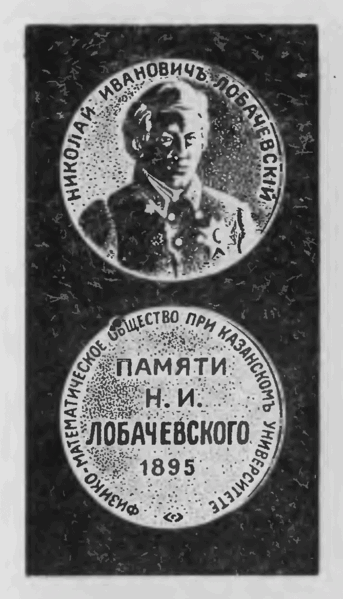 НИКОЛАЙ ИВАНОВИЧЪ ЛОБАЧЕВСКІЙ
ФИЗИКО-МАТЕМАТИЧЕСКОЕ ОБЩЕСТВО ПРИ КАЗАНСКОМЪ УНИВЕРСИТЕТЕ
ПАМЯТИ
Н. И.
ЛОБАЧЕВСКОГО
1895